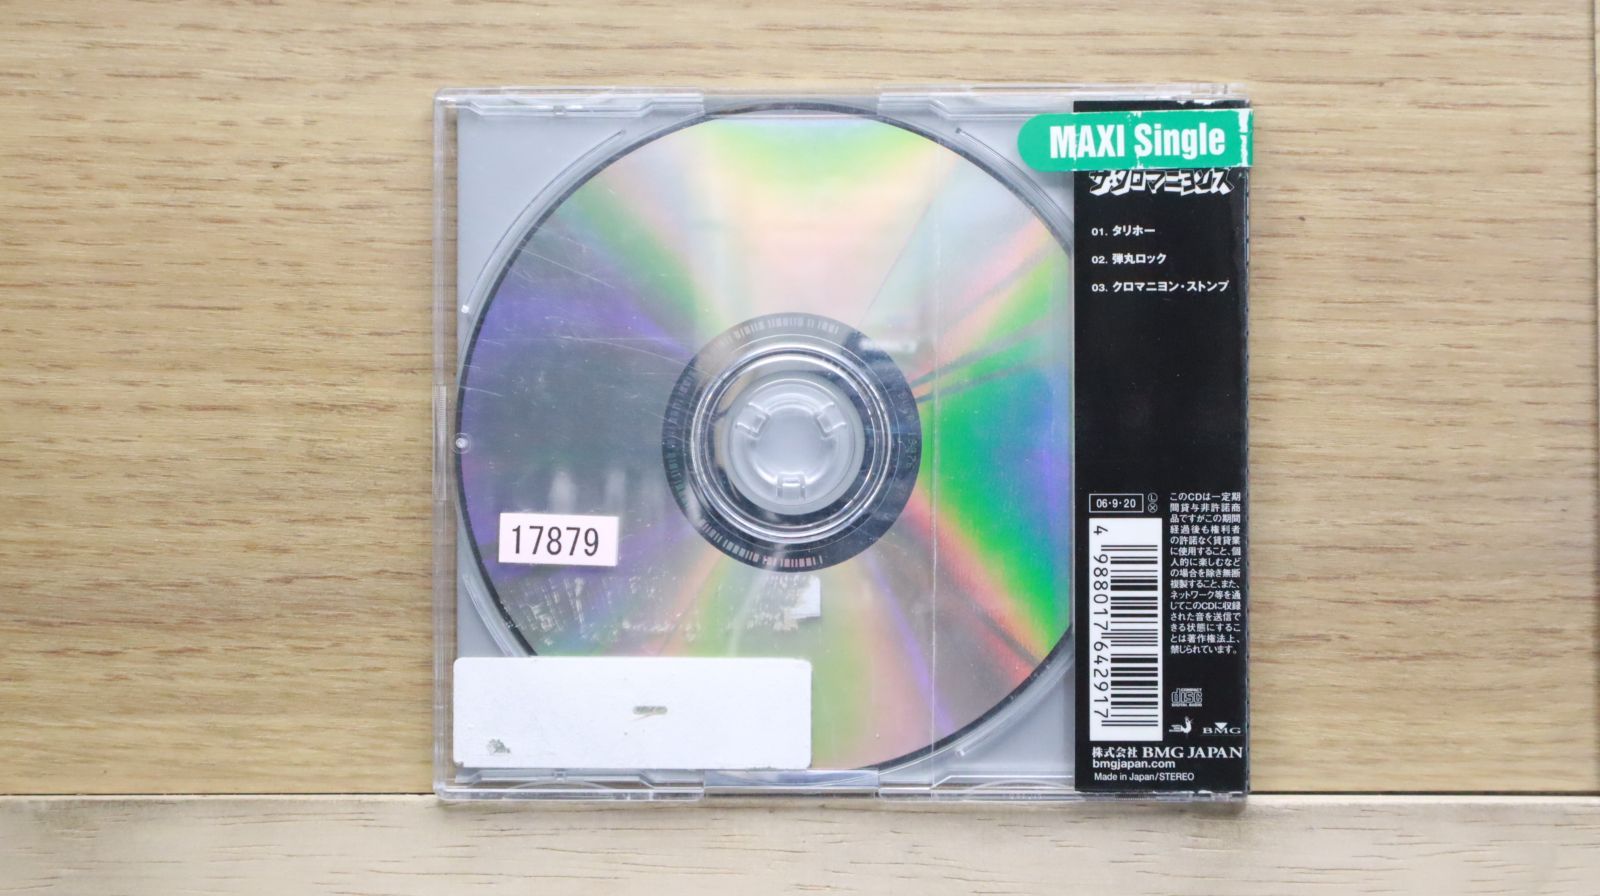 MAXI Single
ザ・クロマニヨンズ
01. タリホー
02. 弾丸ロック
03. クロマニヨン・ストンプ
17879
06・9・20
Ⓛ
Ⓧ
このCDは一定期
間貸与非許諾商
品ですがこの期間
経過後も権利者
の許諾なく賃貸業
に使用すること、個
人的に楽しむなど
の場合を除き無断
複製すること、また、
ネットワーク等を通
じてこのCDに収録
された音を送信で
きる状態にするこ
とは著作権法上、
禁じられています。
4 988017 642917
COMPACT
disc
DIGITAL AUDIO
BMG
株式会社 BMG JAPAN
bmgjapan.com
Made in Japan/STEREO